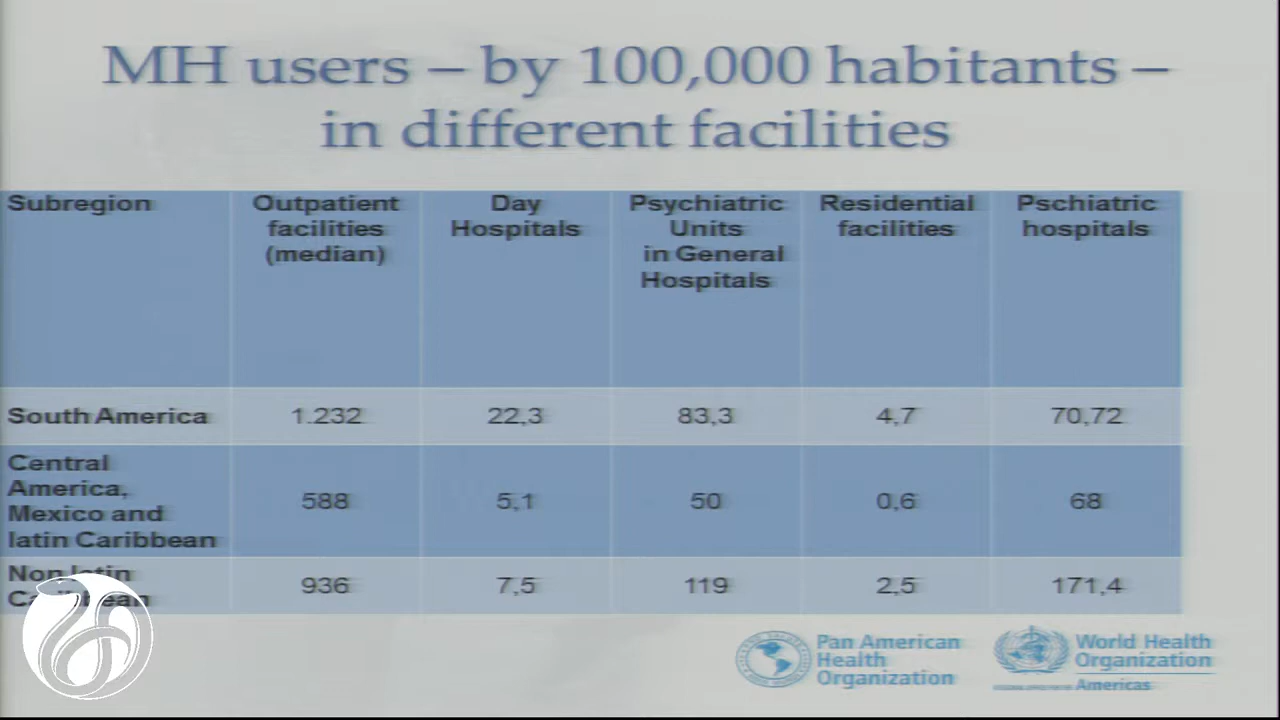 MH users – by 100,000 habitants –
in different facilities
Subregion
Outpatient
facilities
(median)
Day
Hospitals
Psychiatric
Units
in General
Hospitals
Residential
facilities
Pschiatric
hospitals
South America
1.232
22,3
83,3
4,7
70,72
Central
America,
Mexico and
latin Caribbean
588
5,1
50
0,6
68
Non latin
Caribbean
936
7,5
119
2,5
171,4
Pan American
Health
Organization
World Health
Organization
Americas